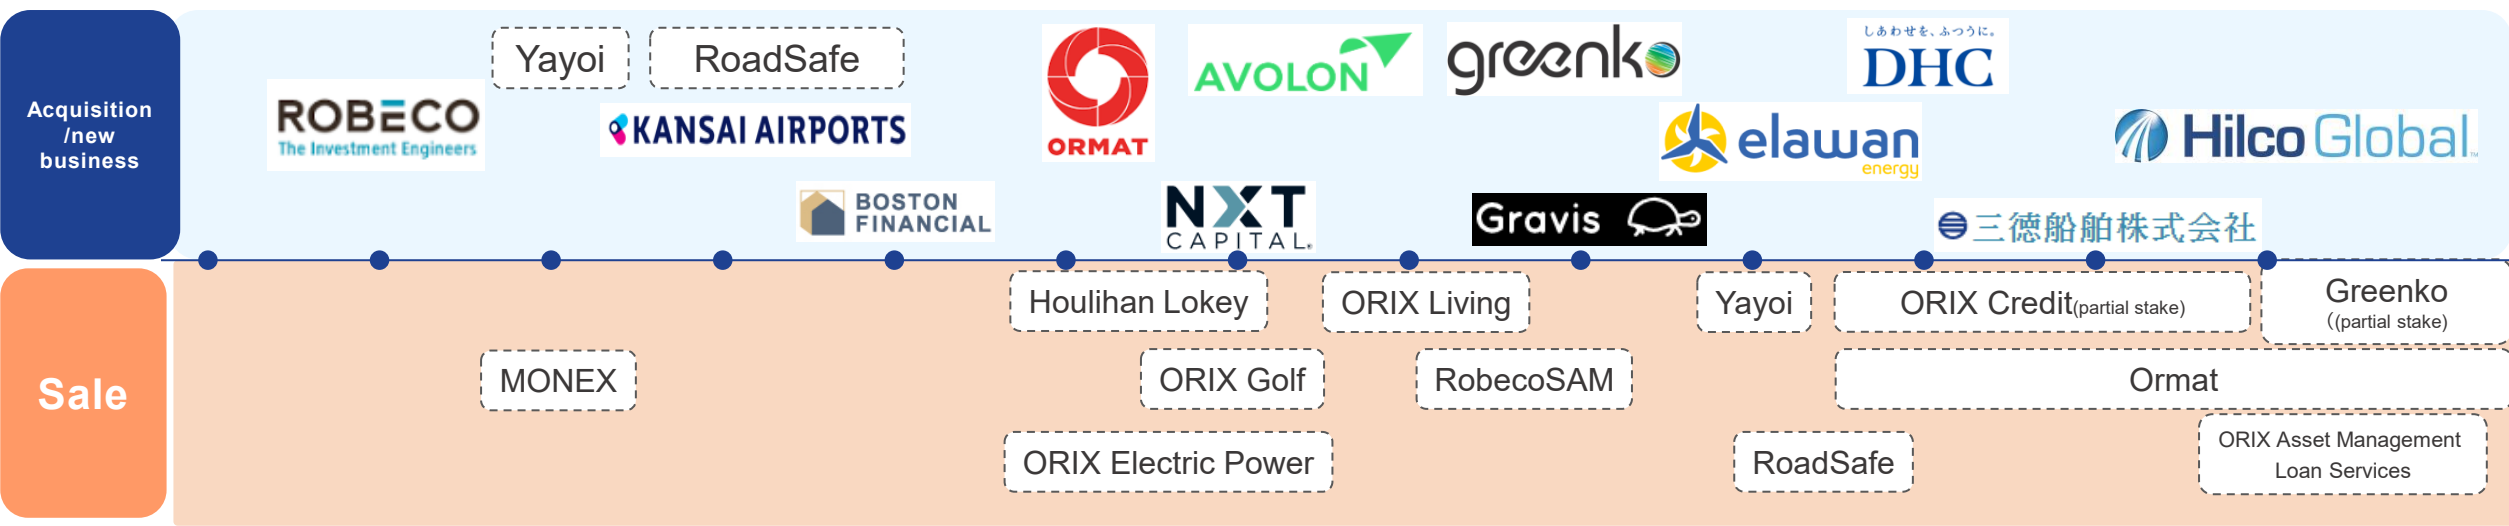 Acquisition
/new
business
Yayoi
RoadSafe
ROBECO
The Investment Engineers
KANSAI AIRPORTS
BOSTON
FINANCIAL
ORMAT
AVOLON
NXT
CAPITAL
greenko
Gravis
elawan
energy
しあわせを、ふつうに。
DHC
三徳船舶株式会社
Hilco Global
Sale
MONEX
Houlihan Lokey
ORIX Golf
ORIX Electric Power
ORIX Living
RobecoSAM
Yayoi
RoadSafe
ORIX Credit(partial stake)
Greenko
（(partial stake)
Ormat
ORIX Asset Management
Loan Services